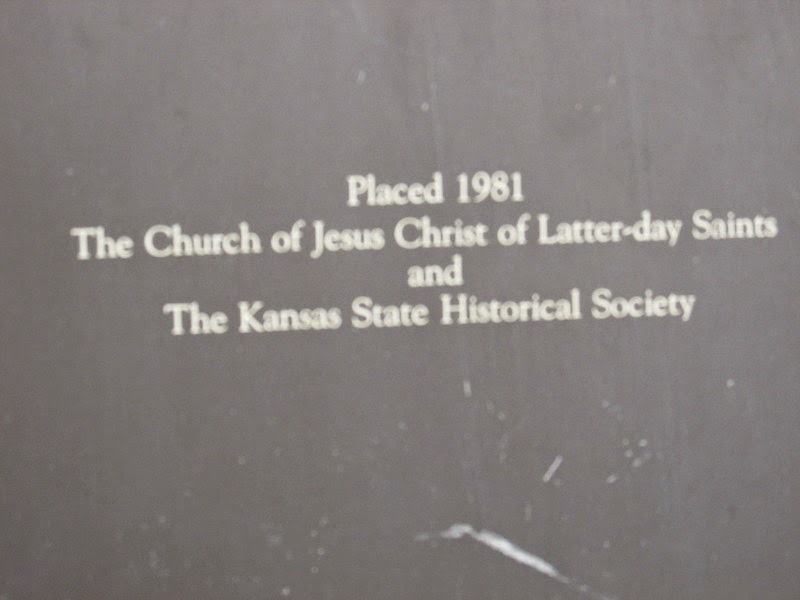 Placed 1981
The Church of Jesus Christ of Latter-day Saints
and
The Kansas State Historical Society